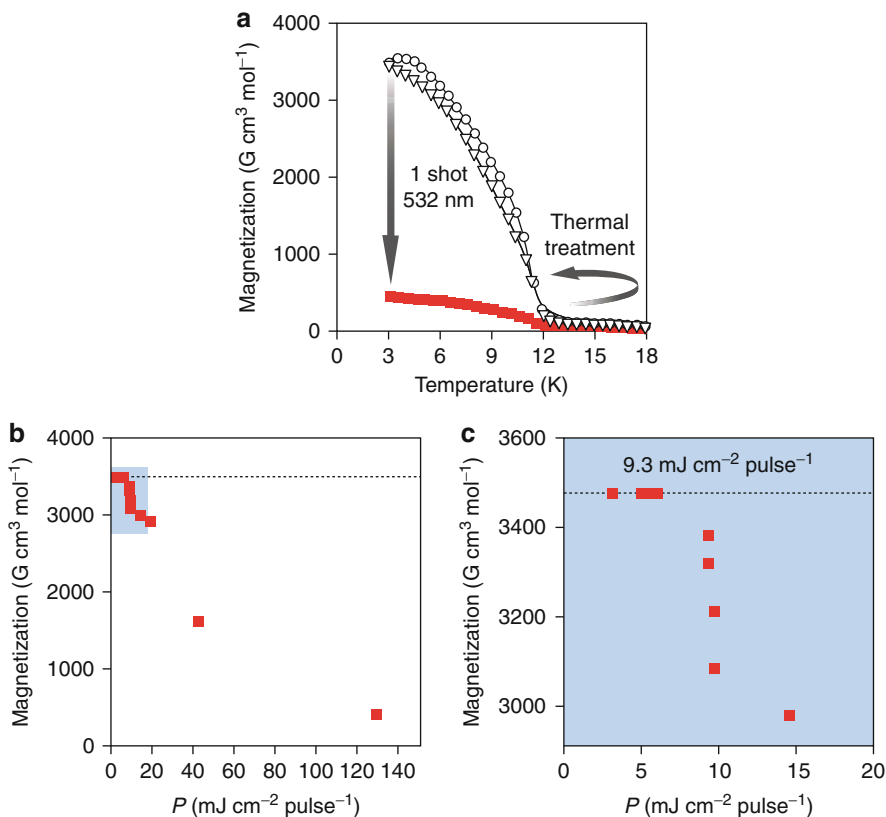 a
4000
3000
2000
1000
0
Magnetization (G cm³ mol⁻¹)
1 shot
532 nm
Thermal
treatment
0 3 6 9 12 15 18
Temperature (K)
b
4000
3000
2000
1000
0
Magnetization (G cm³ mol⁻¹)
0 20 40 60 80 100 120 140
P (mJ cm⁻² pulse⁻¹)
c
3600
3400
3200
3000
Magnetization (G cm³ mol⁻¹)
9.3 mJ cm⁻² pulse⁻¹
0 5 10 15 20
P (mJ cm⁻² pulse⁻¹)